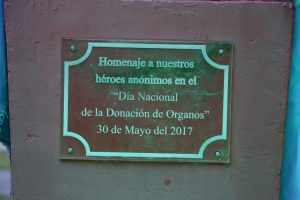 Homenaje a nuestros
héroes anónimos en el
"Día Nacional
de la Donación de Organos"
30 de Mayo del 2017